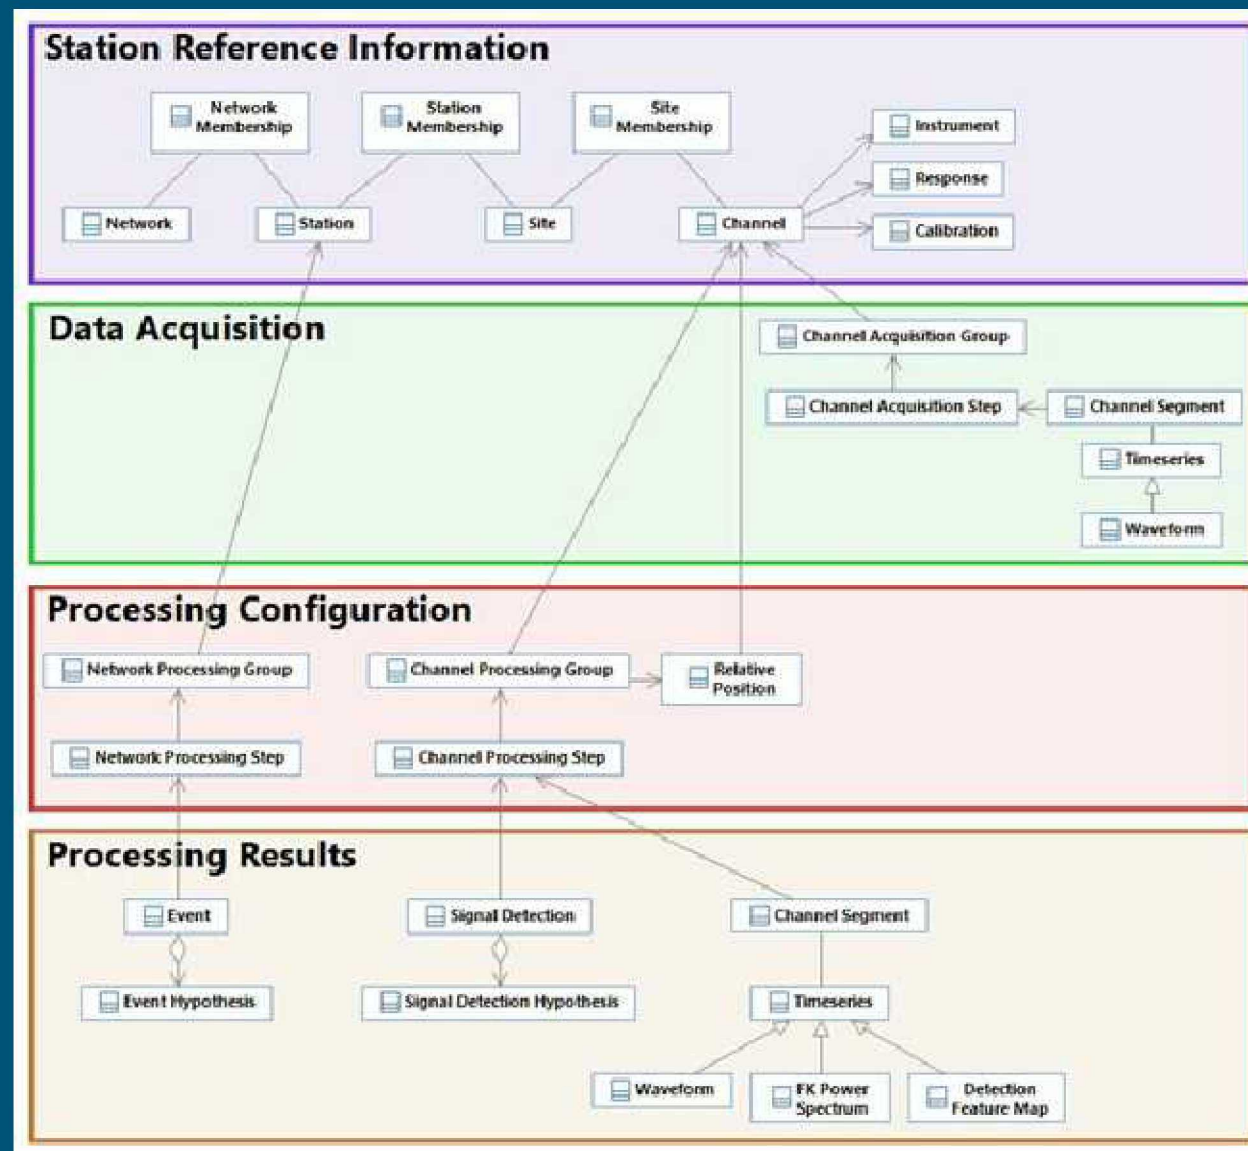 Station Reference Information
Network
Membership
Station
Membership
Site
Membership
Instrument
Response
Calibration
Network
Station
Site
Channel
Data Acquisition
Channel Acquisition Group
Channel Acquisition Step
Channel Segment
Timeseries
Waveform
Processing Configuration
Network Processing Group
Channel Processing Group
Relative
Position
Network Processing Step
Channel Processing Step
Processing Results
Event
Signal Detection
Channel Segment
Event Hypothesis
Signal Detection Hypothesis
Timeseries
Waveform
FK Power
Spectrum
Detection
Feature Map